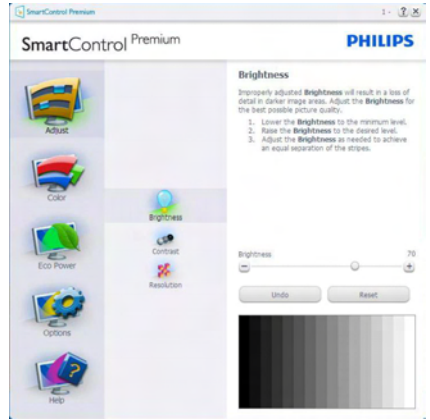 SmartControl Premium
1 -
?
SmartControl Premium
PHILIPS
Adjust
Color
Eco Power
Options
Help
Brightness
Contrast
Resolution
Brightness
Improperly adjusted Brightness will result in a loss of
detail in darker image areas. Adjust the Brightness for
the best possible picture quality.
1. Lower the Brightness to the minimum level.
2. Raise the Brightness to the desired level.
3. Adjust the Brightness as needed to achieve
an equal separation of the stripes.
Brightness 70
Undo Reset